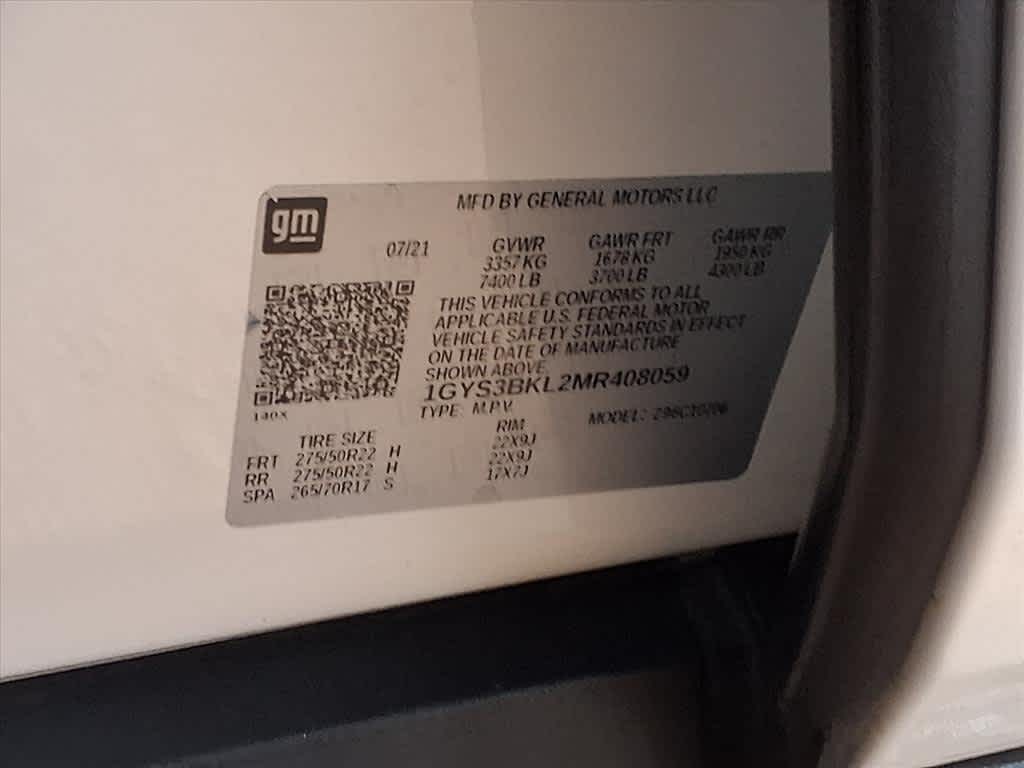 gm
MFD BY GENERAL MOTORS LLC
07/21 GVWR GAWR FRT GAWR RR
3357 KG 1678 KG 1950 KG
7400 LB 3700 LB 4300 LB
THIS VEHICLE CONFORMS TO ALL
APPLICABLE U.S. FEDERAL MOTOR
VEHICLE SAFETY STANDARDS IN EFFECT
ON THE DATE OF MANUFACTURE
SHOWN ABOVE.
1GYS3BKL2MR408059
140X
TYPE: M.P.V. MODEL:
TIRE SIZE RIM
FRT 275/50R22 H 22X9J
RR 275/50R22 H 22X9J
SPA 265/70R17 S 17X7J